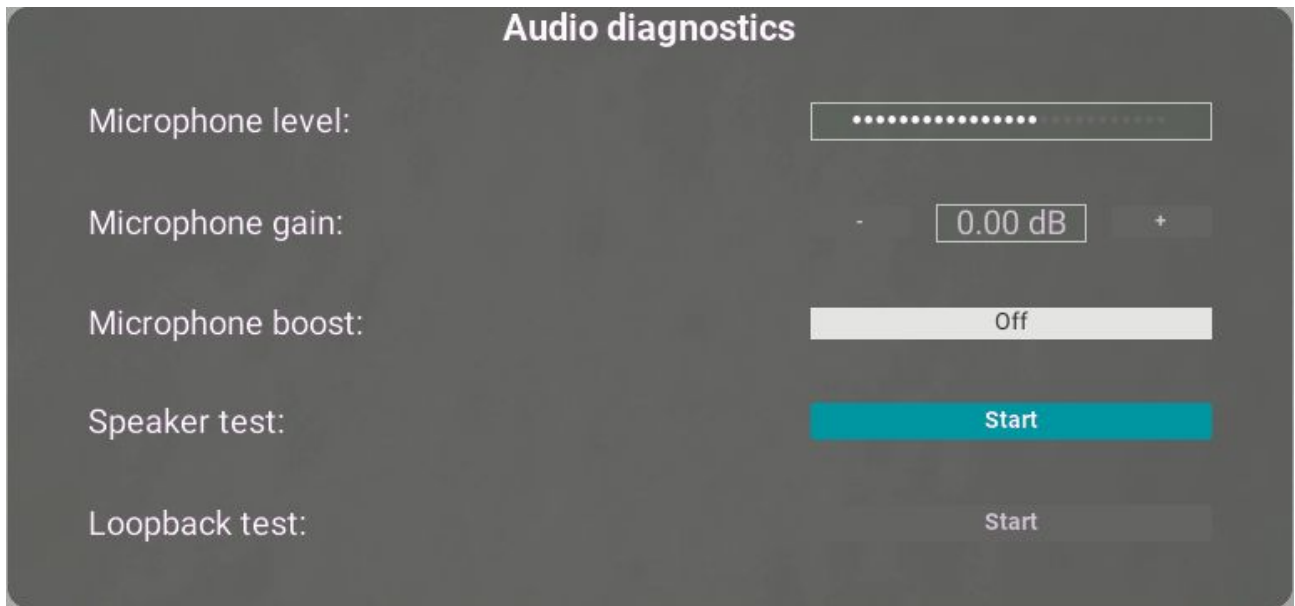 Audio diagnostics
Microphone level:
Microphone gain: - 0.00 dB +
Microphone boost: Off
Speaker test: Start
Loopback test: Start